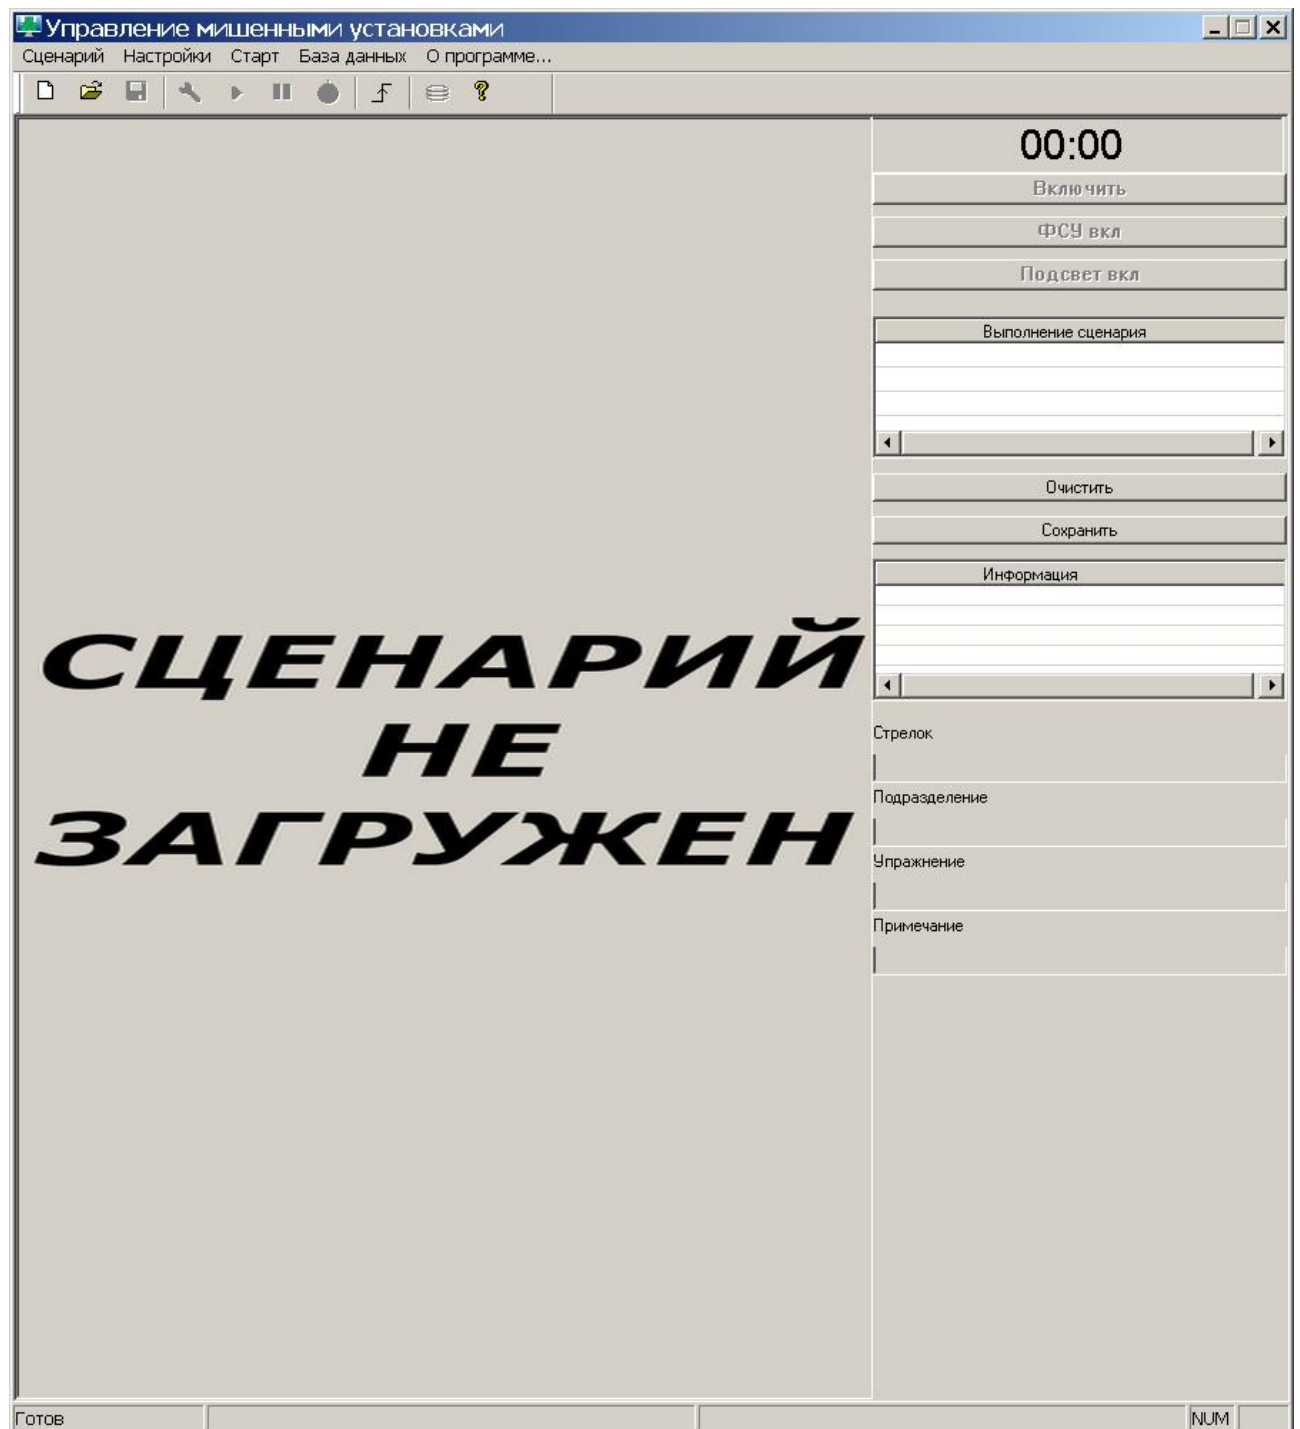 Управление мишенными установками
Сценарий Настройки Старт База данных О программе...
00:00
Включить
ФСУ вкл
Подсвет вкл
Выполнение сценария
Очистить
Сохранить
Информация
СЦЕНАРИЙ
НЕ
ЗАГРУЖЕН
Стрелок
Подразделение
Упражнение
Примечание
Готов NUM